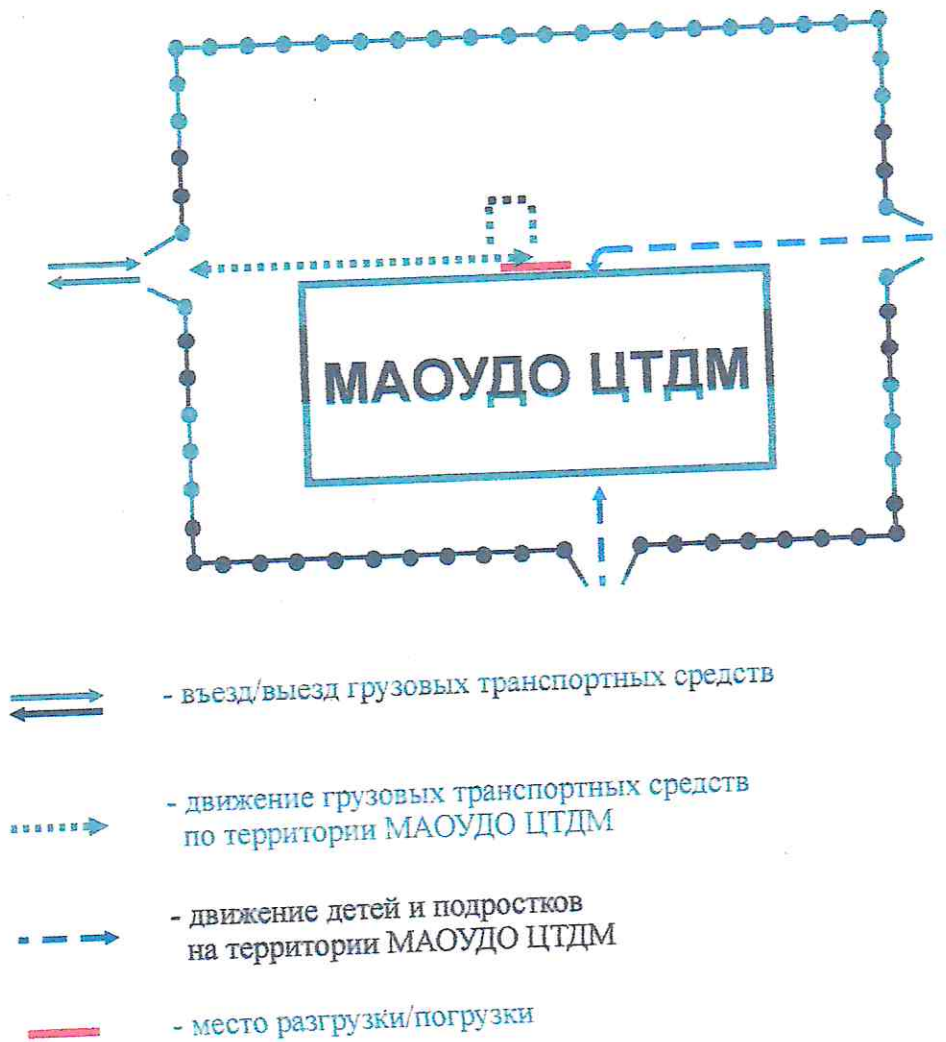 МАОУДО ЦТДМ
- въезд/выезд грузовых транспортных средств
- движение грузовых транспортных средств
по территории МАОУДО ЦТДМ
- движение детей и подростков
на территории МАОУДО ЦТДМ
- место разгрузки/погрузки